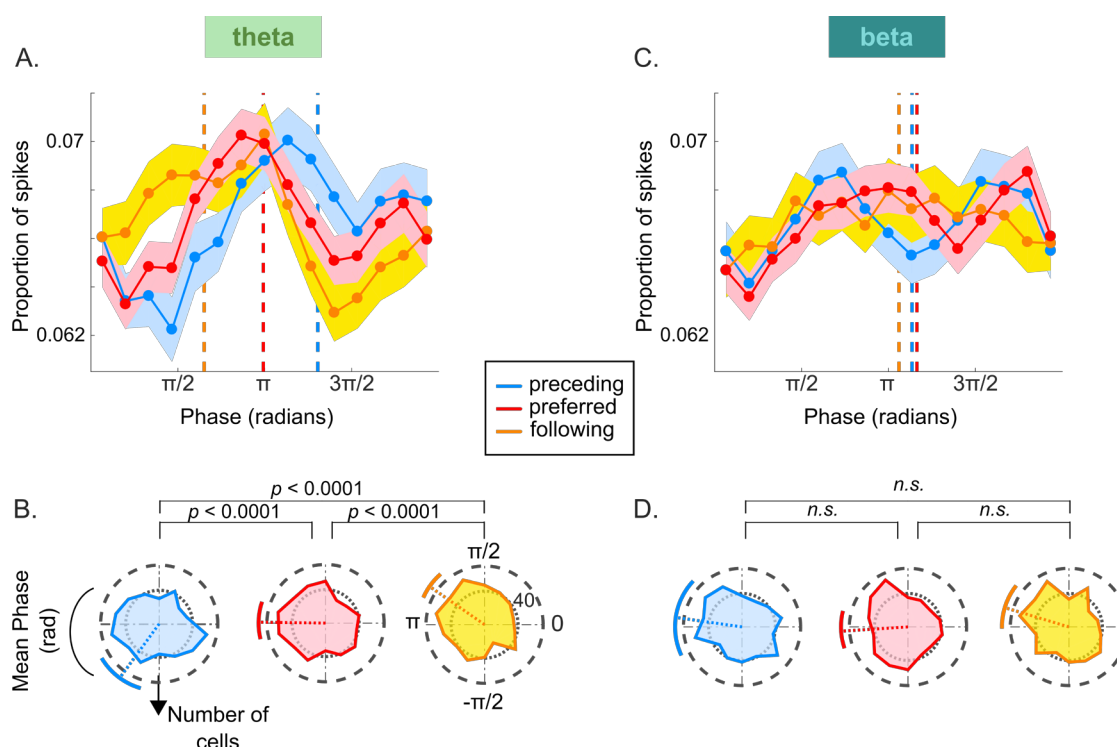 theta
beta
A.
C.
Proportion of spikes
0.07
0.062
π/2
π
3π/2
Phase (radians)
Proportion of spikes
0.07
0.062
π/2
π
3π/2
Phase (radians)
preceding
preferred
following
B.
p < 0.0001
p < 0.0001
p < 0.0001
D.
n.s.
n.s.
n.s.
Mean Phase
(rad)
π/2
40
π
0
-π/2
Number of
cells